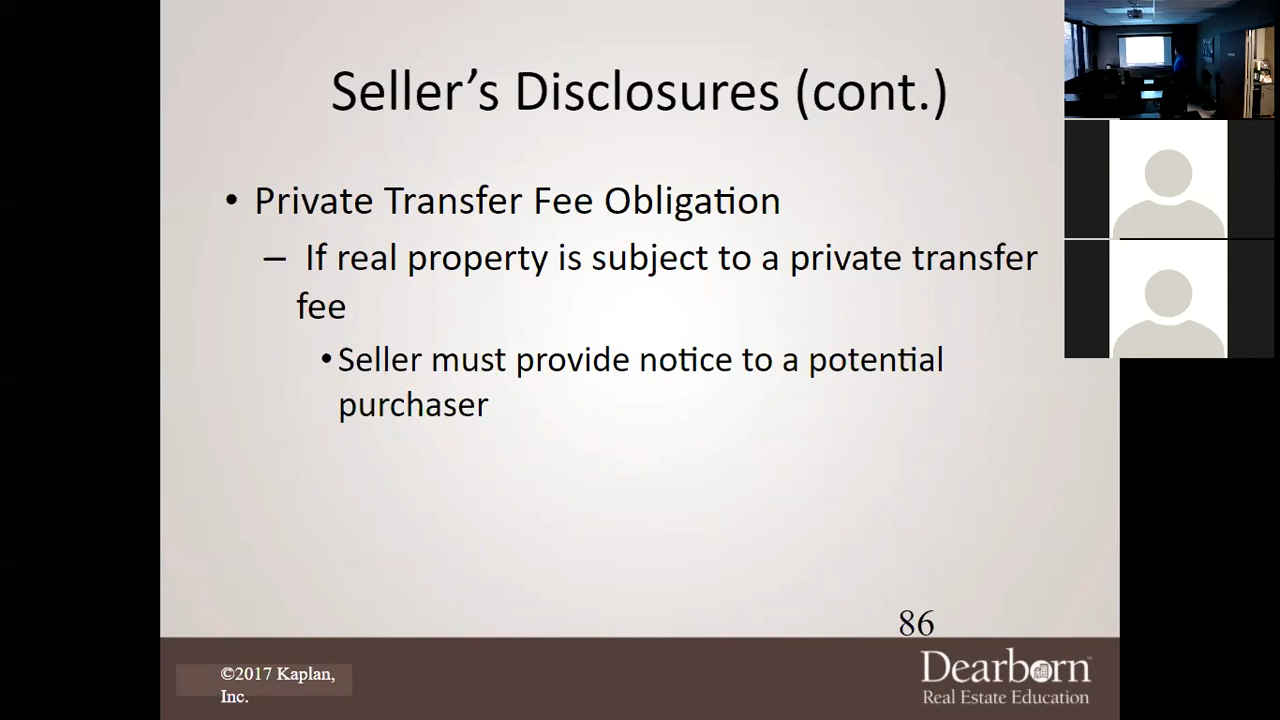 Seller’s Disclosures (cont.)
• Private Transfer Fee Obligation
– If real property is subject to a private transfer
fee
• Seller must provide notice to a potential
purchaser
86
©2017 Kaplan,
Inc.
Dearborn™
Real Estate Education